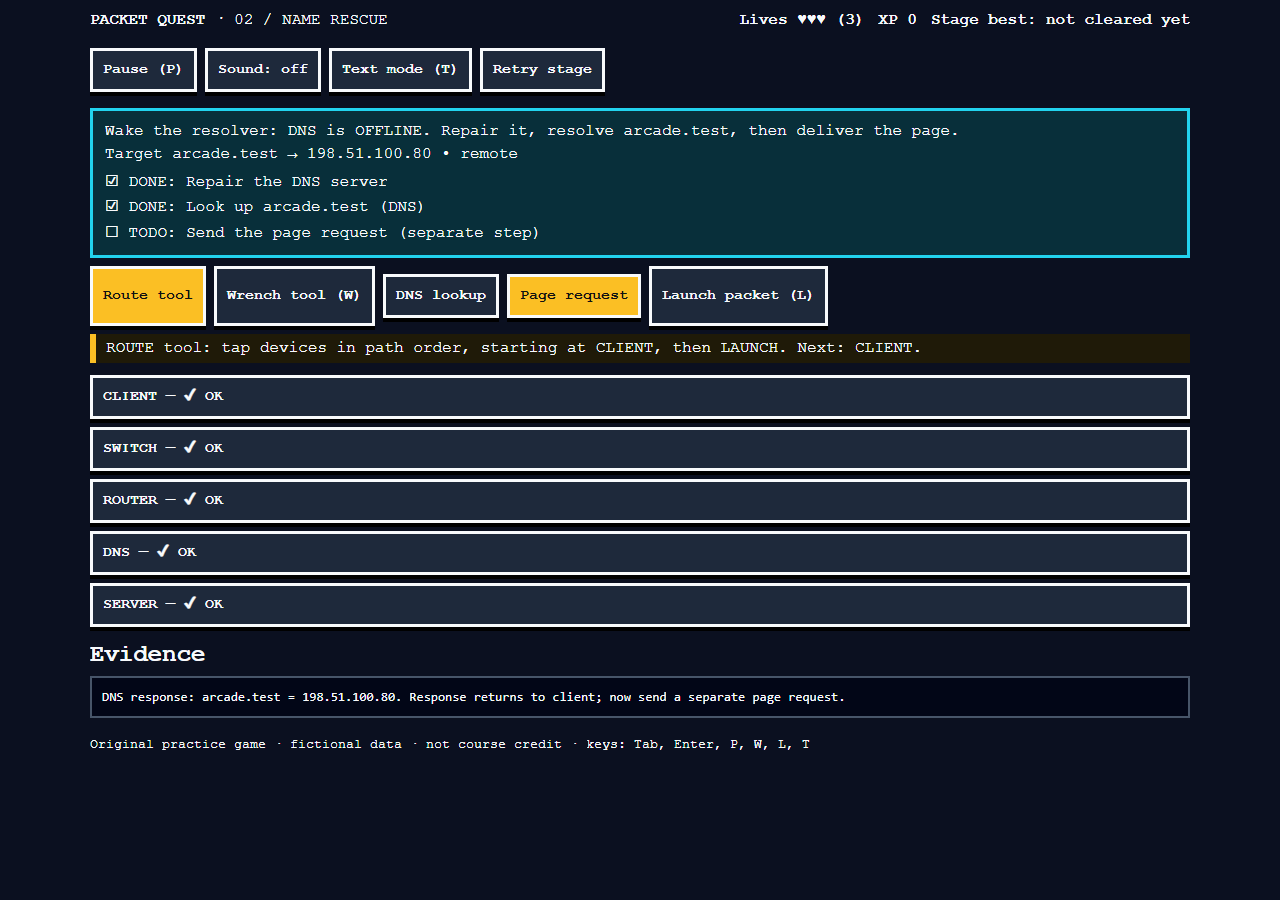 PACKET QUEST · 02 / NAME RESCUE
Lives ♥♥♥ (3) XP 0 Stage best: not cleared yet
Pause (P) Sound: off Text mode (T) Retry stage
Wake the resolver: DNS is OFFLINE. Repair it, resolve arcade.test, then deliver the page.
Target arcade.test → 198.51.100.80 • remote
☑ DONE: Repair the DNS server
☑ DONE: Look up arcade.test (DNS)
☐ TODO: Send the page request (separate step)
Route tool Wrench tool (W) DNS lookup Page request Launch packet (L)
ROUTE tool: tap devices in path order, starting at CLIENT, then LAUNCH. Next: CLIENT.
CLIENT — ✔ OK
SWITCH — ✔ OK
ROUTER — ✔ OK
DNS — ✔ OK
SERVER — ✔ OK
Evidence
DNS response: arcade.test = 198.51.100.80. Response returns to client; now send a separate page request.
Original practice game · fictional data · not course credit · keys: Tab, Enter, P, W, L, T